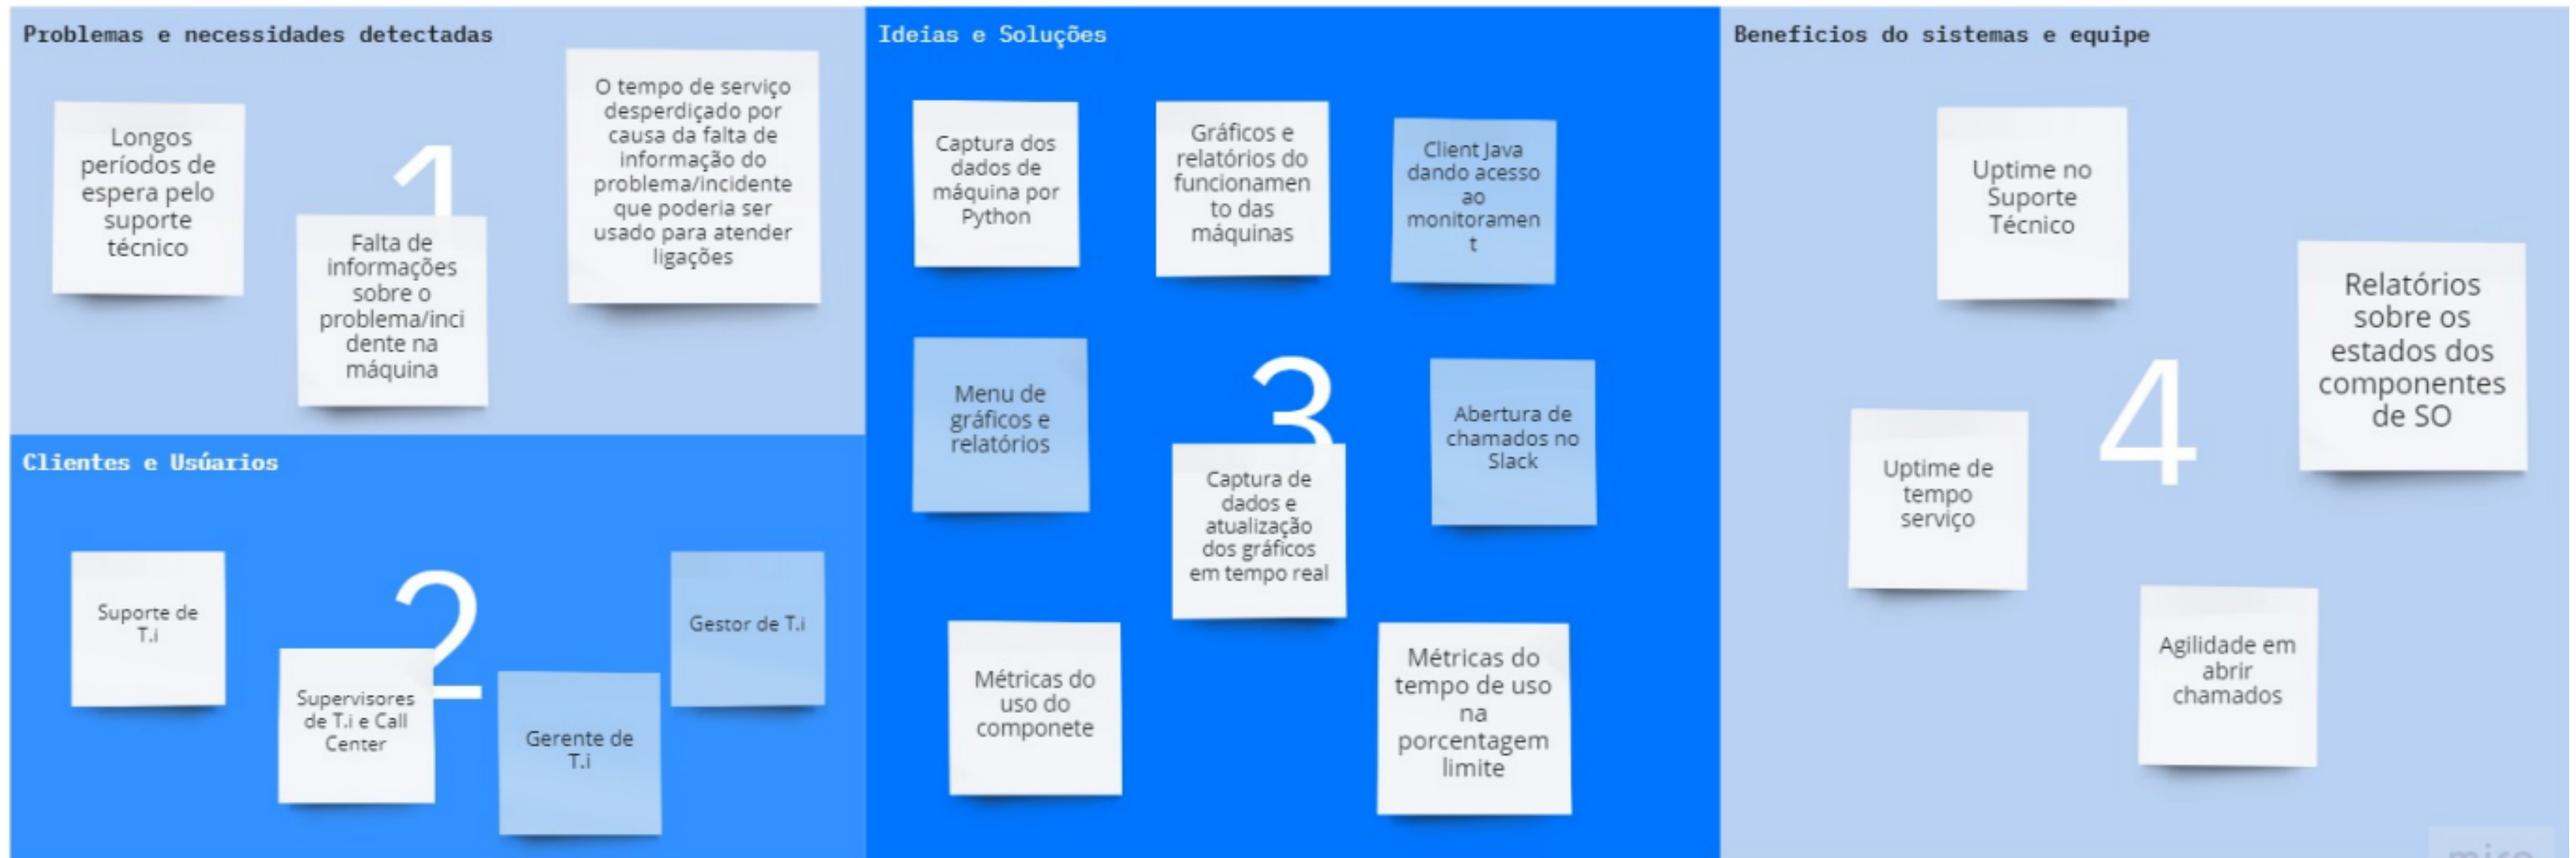 Problemas e necessidades detectadas
Longos
períodos de
espera pelo
suporte
técnico
1
Falta de
informações
sobre o
problema/inci
dente na
máquina
O tempo de serviço
desperdiçado por
causa da falta de
informação do
problema/incidente
que poderia ser
usado para atender
ligações
Clientes e Usúarios
Suporte de
T.i
2
Supervisores
de T.i e Call
Center
Gerente de
T.i
Gestor de T.i
Ideias e Soluções
Captura dos
dados de
máquina por
Python
Gráficos e
relatórios do
funcionamen
to das
máquinas
Client Java
dando acesso
ao
monitoramen
t
Menu de
gráficos e
relatórios
3
Captura de
dados e
atualização
dos gráficos
em tempo real
Abertura de
chamados no
Slack
Métricas do
uso do
componete
Métricas do
tempo de uso
na
porcentagem
limite
Beneficios do sistemas e equipe
Uptime no
Suporte
Técnico
Relatórios
sobre os
estados dos
componentes
de SO
4
Uptime de
tempo
serviço
Agilidade em
abrir
chamados
miro